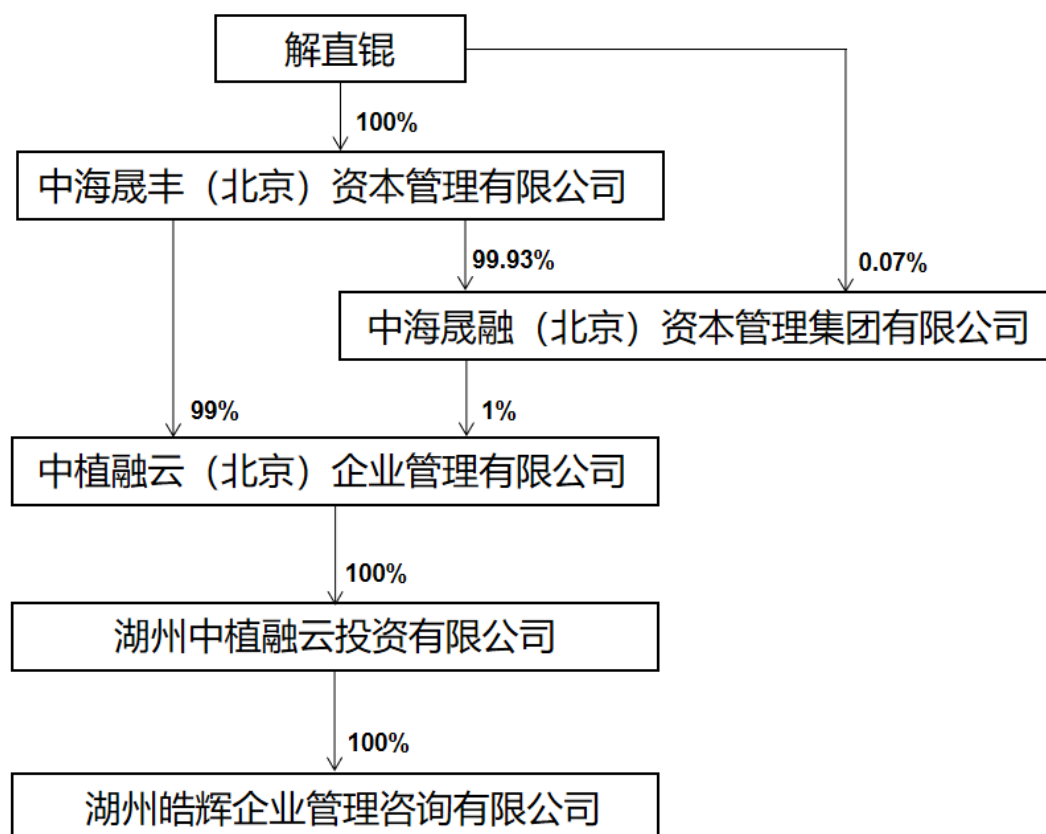 解直锟
100%
中海晟丰（北京）资本管理有限公司
99.93%
0.07%
中海晟融（北京）资本管理集团有限公司
99%
1%
中植融云（北京）企业管理有限公司
100%
湖州中植融云投资有限公司
100%
湖州皓辉企业管理咨询有限公司